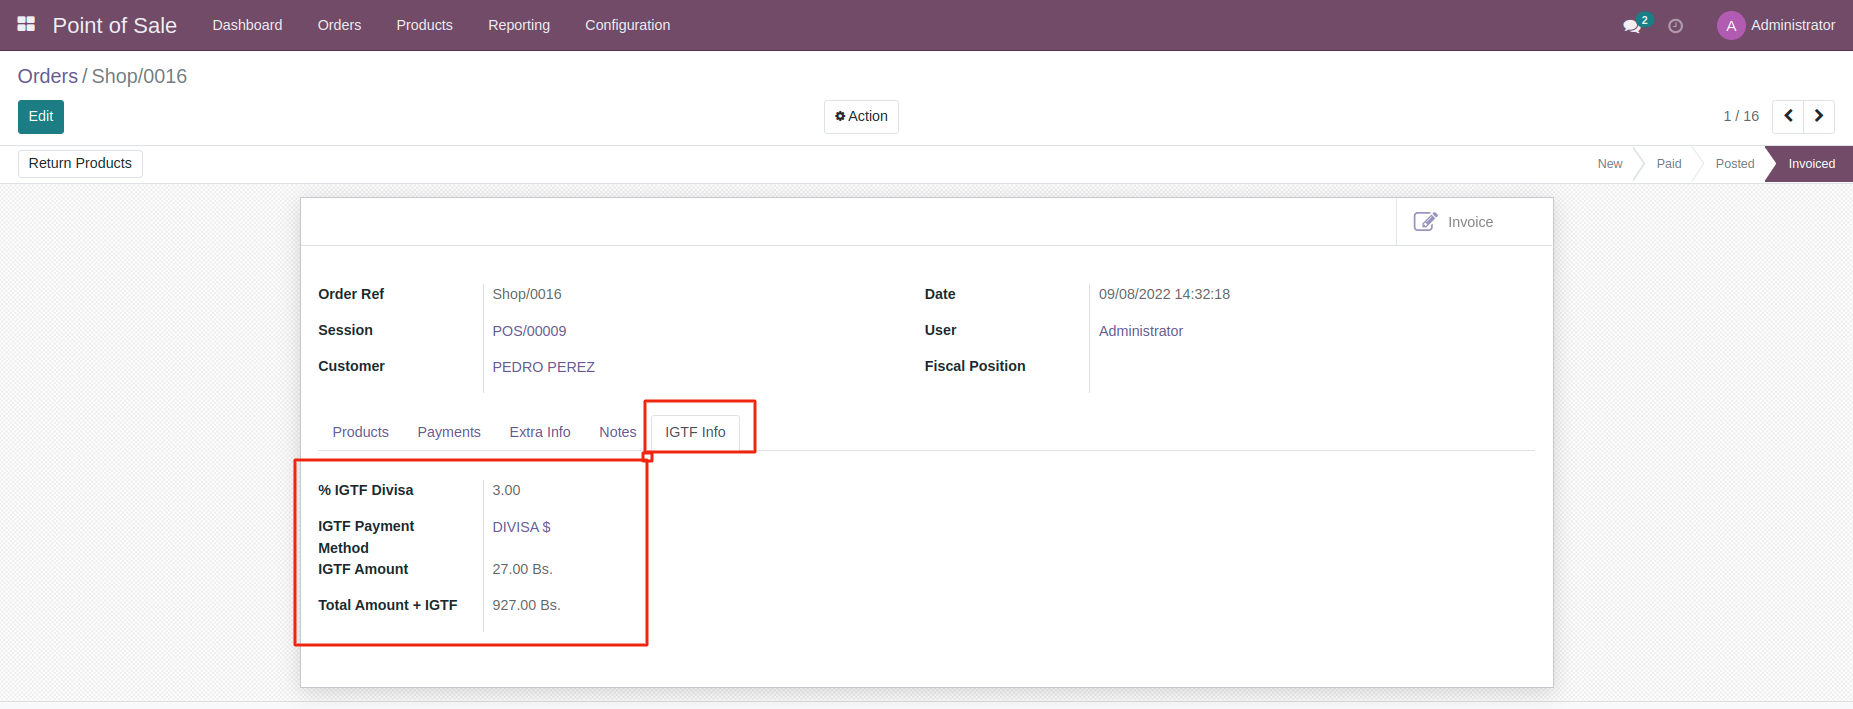 Point of Sale Dashboard Orders Products Reporting Configuration 2 A Administrator
Orders / Shop/0016
Edit Action 1 / 16
Return Products New Paid Posted Invoiced
Invoice
Order Ref Shop/0016 Date 09/08/2022 14:32:18
Session POS/00009 User Administrator
Customer PEDRO PEREZ Fiscal Position
Products Payments Extra Info Notes IGTF Info
% IGTF Divisa 3.00
IGTF Payment DIVISA $
Method
IGTF Amount 27.00 Bs.
Total Amount + IGTF 927.00 Bs.